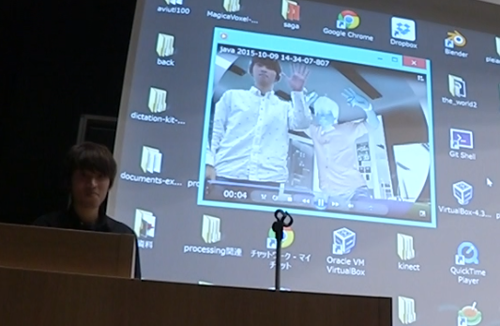 aviutl100
MagicaVoxel-...
saga
Google Chrome
Dropbox
Blender
back
java 2015-10-09 14-34-07-807
the_world2
dictation-kit-...
Git Shell
documents-ex...
00:04
VirtualBox-4.3...
processing関連
チャットワーク - マイ
チャット
Oracle VM
VirtualBox
kinect
QuickTime
Player